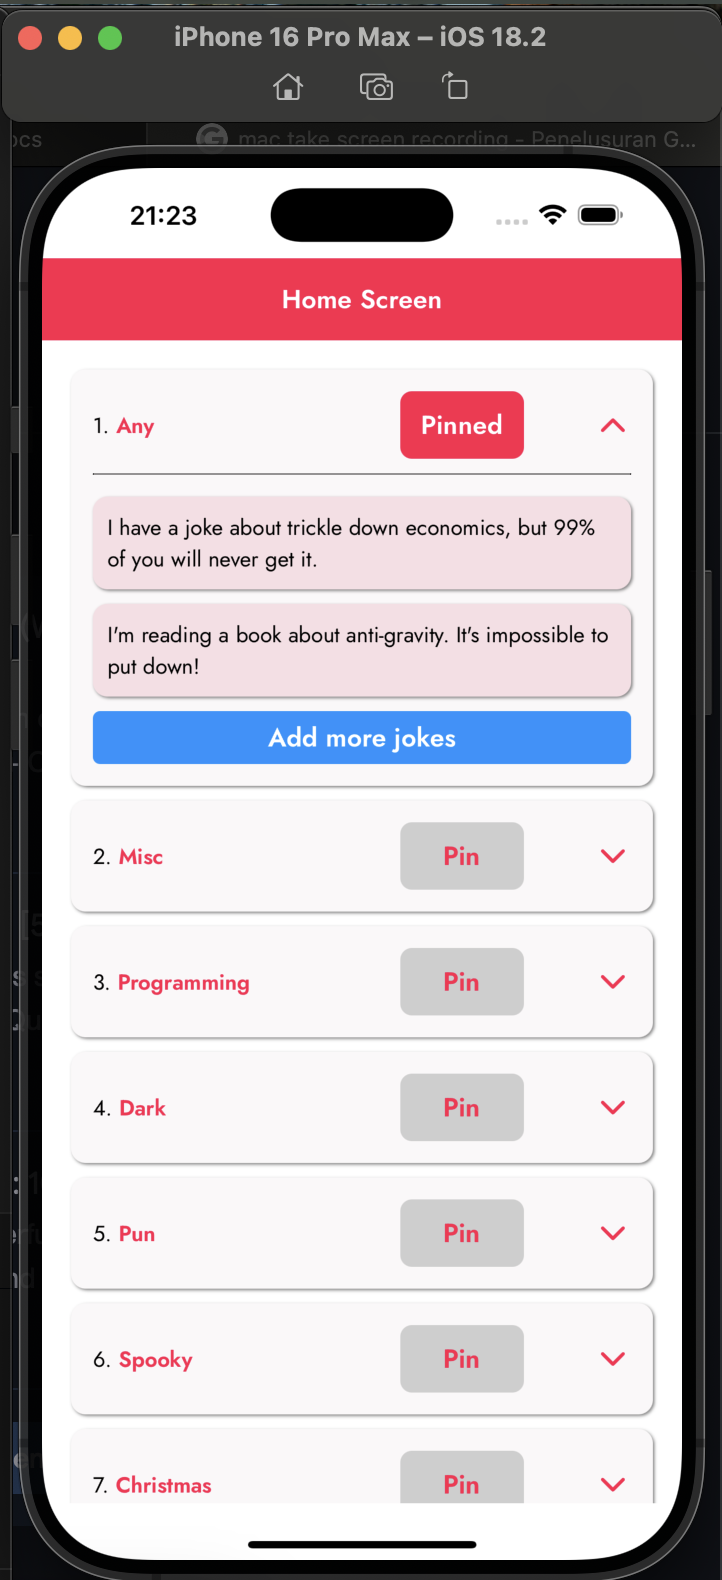 iPhone 16 Pro Max – iOS 18.2
ocs
mac take screen recording - Penelusuran G...
21:23
Home Screen
1. Any
Pinned
I have a joke about trickle down economics, but 99%
of you will never get it.
I'm reading a book about anti-gravity. It's impossible to
put down!
Add more jokes
2. Misc
Pin
3. Programming
Pin
4. Dark
Pin
5. Pun
Pin
6. Spooky
Pin
7. Christmas
Pin